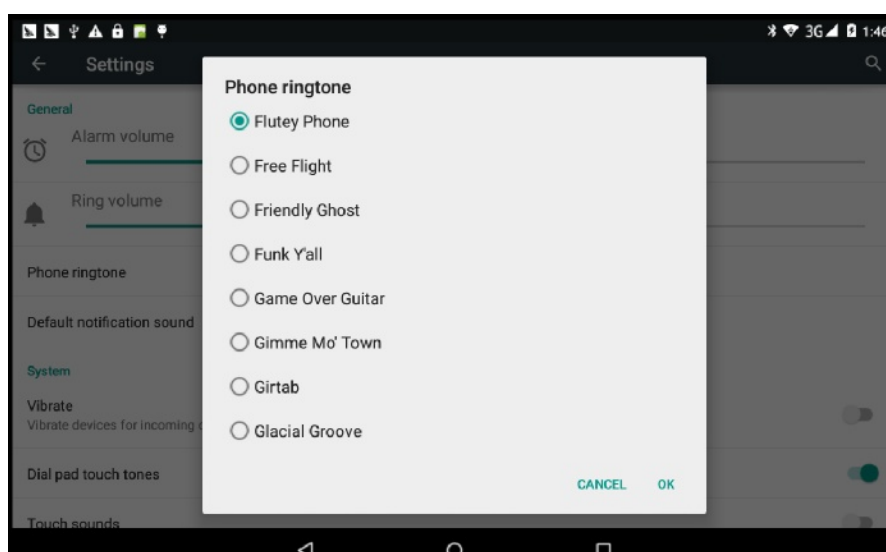 3G 1:46
Settings
General
Alarm volume
Ring volume
Phone ringtone
Default notification sound
System
Vibrate
Vibrate devices for incoming
Dial pad touch tones
Touch sounds
Phone ringtone
Flutey Phone
Free Flight
Friendly Ghost
Funk Y'all
Game Over Guitar
Gimme Mo' Town
Girtab
Glacial Groove
CANCEL OK